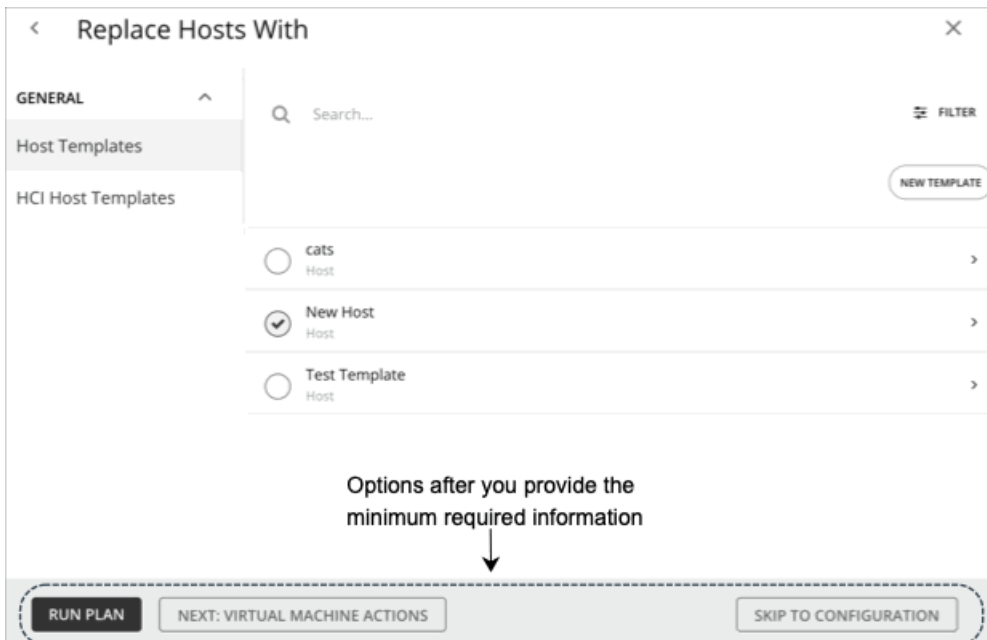 Replace Hosts With
GENERAL
Host Templates
HCI Host Templates
Search...
FILTER
NEW TEMPLATE
cats
Host
New Host
Host
Test Template
Host
Options after you provide the
minimum required information
RUN PLAN
NEXT: VIRTUAL MACHINE ACTIONS
SKIP TO CONFIGURATION